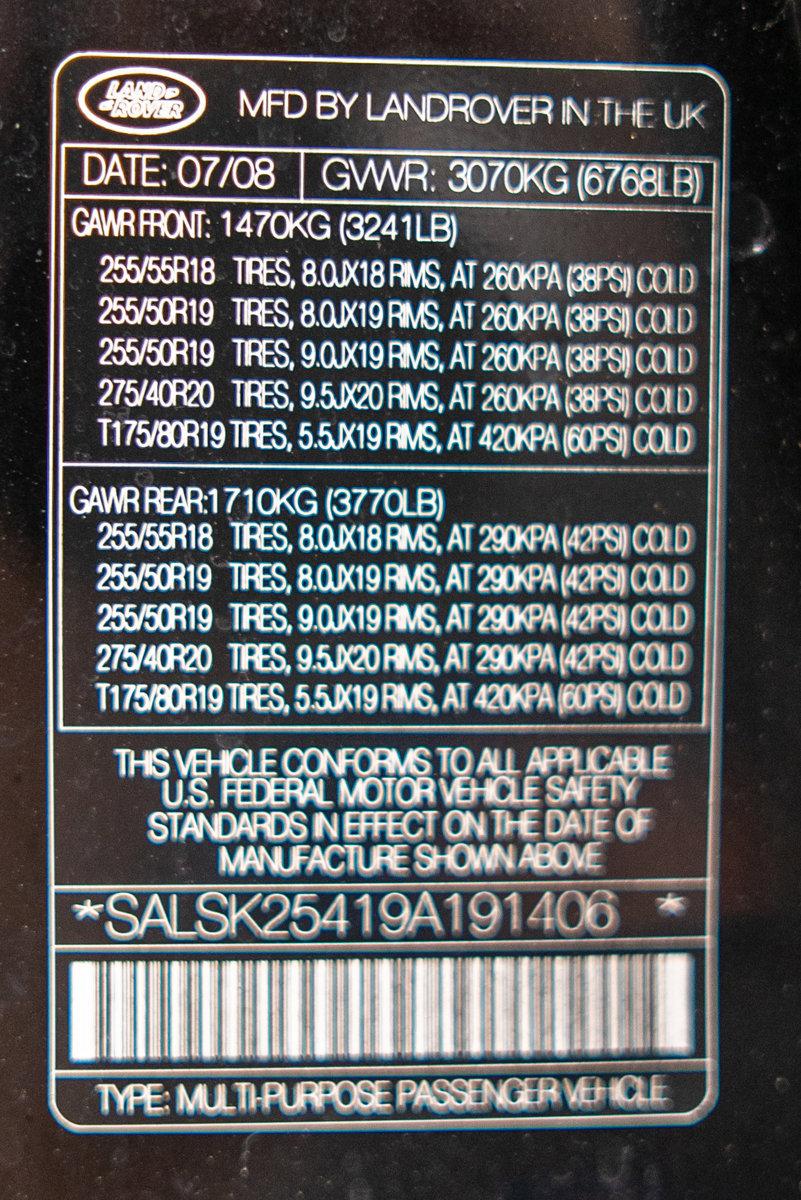 LAND
ROVER
MFD BY LANDROVER IN THE UK
DATE: 07/08 GVWR: 3070KG (6768LB)
GAWR FRONT: 1470KG (3241LB)
255/55R18 TIRES, 8.0JX18 RIMS, AT 260KPA (38PSI) COLD
255/50R19 TIRES, 8.0JX19 RIMS, AT 260KPA (38PSI) COLD
255/50R19 TIRES, 9.0JX19 RIMS, AT 260KPA (38PSI) COLD
275/40R20 TIRES, 9.5JX20 RIMS, AT 260KPA (38PSI) COLD
T175/80R19 TIRES, 5.5JX19 RIMS, AT 420KPA (60PSI) COLD
GAWR REAR:1710KG (3770LB)
255/55R18 TIRES, 8.0JX18 RIMS, AT 290KPA (42PSI) COLD
255/50R19 TIRES, 8.0JX19 RIMS, AT 290KPA (42PSI) COLD
255/50R19 TIRES, 9.0JX19 RIMS, AT 290KPA (42PSI) COLD
275/40R20 TIRES, 9.5JX20 RIMS, AT 290KPA (42PSI) COLD
T175/80R19 TIRES, 5.5JX19 RIMS, AT 420KPA (60PSI) COLD
THIS VEHICLE CONFORMS TO ALL APPLICABLE
U.S. FEDERAL MOTOR VEHICLE SAFETY
STANDARDS IN EFFECT ON THE DATE OF
MANUFACTURE SHOWN ABOVE
*SALSK25419A191406 *
TYPE: MULTI-PURPOSE PASSENGER VEHICLE